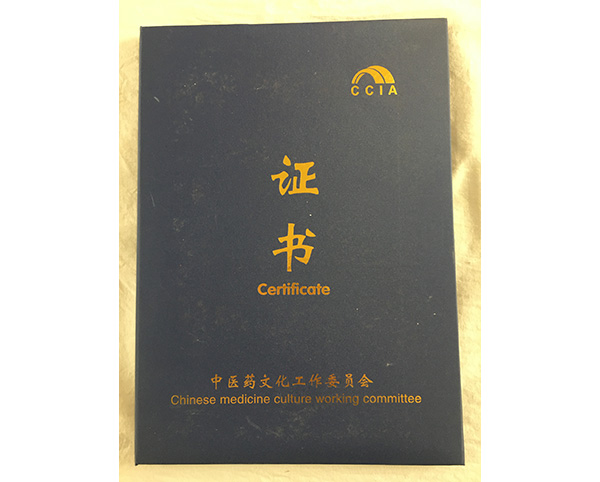 CCIA
证
书
Certificate
中医药文化工作委员会
Chinese medicine culture working committee